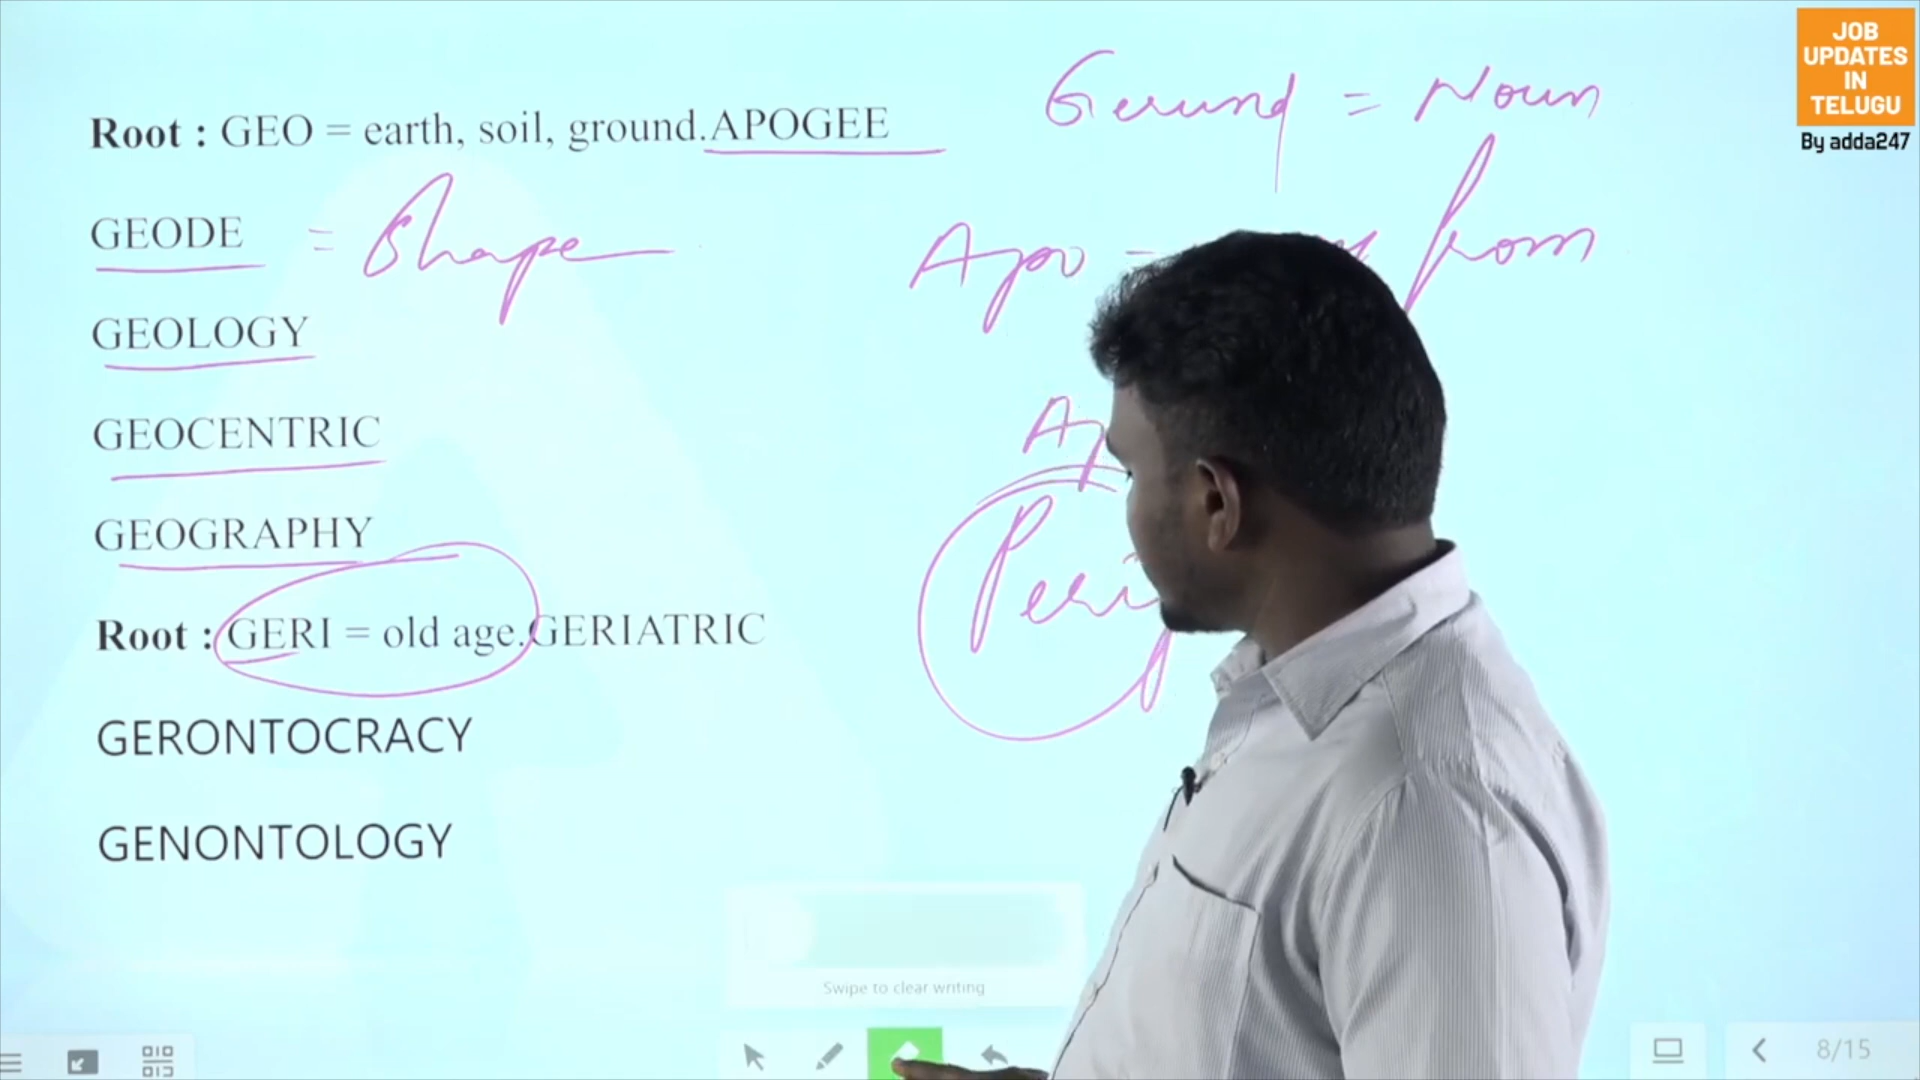 Root : GEO = earth, soil, ground.APOGEE
GEODE = Shape
GEOLOGY
GEOCENTRIC
GEOGRAPHY
Root : GERI = old age.GERIATRIC
GERONTOCRACY
GENONTOLOGY
Gerund = Noun
Apo - from
Swipe to clear writing
8/15
JOB
UPDATES
IN
TELUGU
By adda247